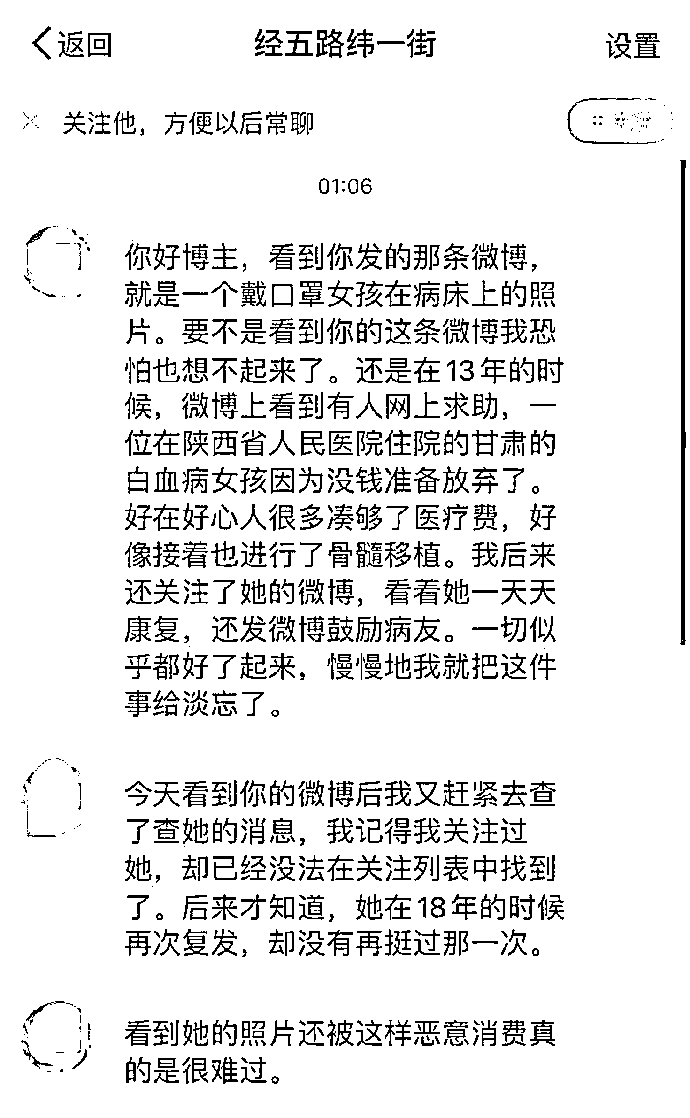 返回
经五路纬一街
设置
关注他，方便以后常聊
01:06
你好博主，看到你发的那条微博，
就是一个戴口罩女孩在病床上的照
片。要不是看到你的这条微博我恐
怕也想不起来了。还是在13年的时
候，微博上看到有人网上求助，一
位在陕西省人民医院住院的甘肃的
白血病女孩因为没钱准备放弃了。
好在好心人很多凑够了医疗费，好
像接着也进行了骨髓移植。我后来
还关注了她的微博，看着她一天天
康复，还发微博鼓励病友。一切似
乎都好了起来，慢慢地我就把这件
事给淡忘了。
今天看到你的微博后我又赶紧去查
了查她的消息，我记得我关注过
她，却已经没法在关注列表中找到
了。后来才知道，她在18年的时候
再次复发，却没有再挺过那一次。
看到她的照片还被这样恶意消费真
的是很难过。